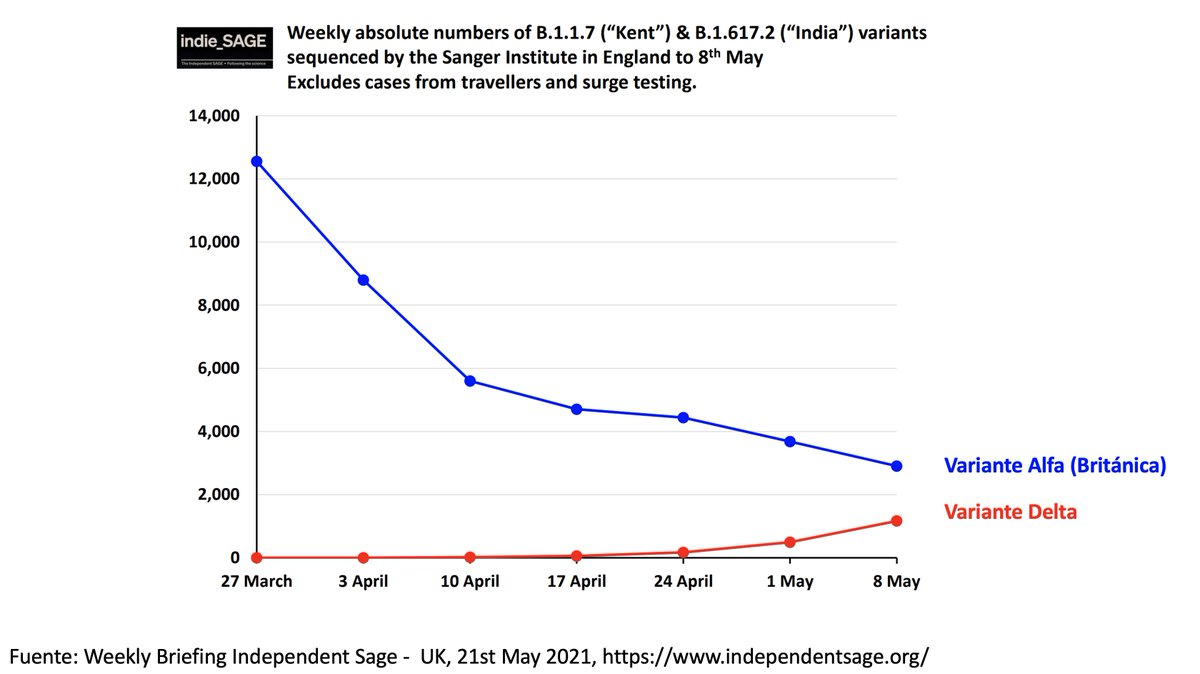 indie_SAGE
The Independent SAGE • Following the science
Weekly absolute numbers of B.1.1.7 (“Kent”) & B.1.617.2 (“India”) variants
sequenced by the Sanger Institute in England to 8th May
Excludes cases from travellers and surge testing.
14,000
12,000
10,000
8,000
6,000
4,000
2,000
0
27 March 3 April 10 April 17 April 24 April 1 May 8 May
Variante Alfa (Británica)
Variante Delta
Fuente: Weekly Briefing Independent Sage - UK, 21st May 2021, https://www.independentsage.org/